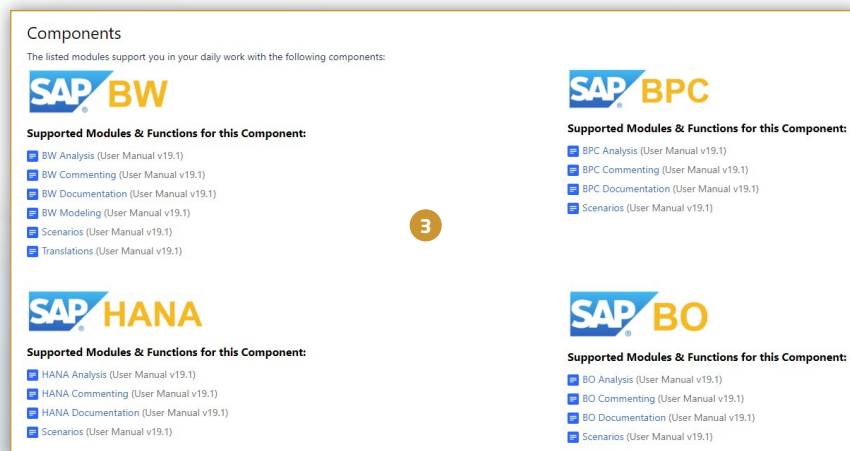 Components
The listed modules support you in your daily work with the following components:
SAP BW
Supported Modules & Functions for this Component:
BW Analysis (User Manual v19.1)
BW Commenting (User Manual v19.1)
BW Documentation (User Manual v19.1)
BW Modeling (User Manual v19.1)
Scenarios (User Manual v19.1)
Translations (User Manual v19.1)
SAP BPC
Supported Modules & Functions for this Component:
BPC Analysis (User Manual v19.1)
BPC Commenting (User Manual v19.1)
BPC Documentation (User Manual v19.1)
Scenarios (User Manual v19.1)
3
SAP HANA
Supported Modules & Functions for this Component:
HANA Analysis (User Manual v19.1)
HANA Commenting (User Manual v19.1)
HANA Documentation (User Manual v19.1)
Scenarios (User Manual v19.1)
SAP BO
Supported Modules & Functions for this Component:
BO Analysis (User Manual v19.1)
BO Commenting (User Manual v19.1)
BO Documentation (User Manual v19.1)
Scenarios (User Manual v19.1)